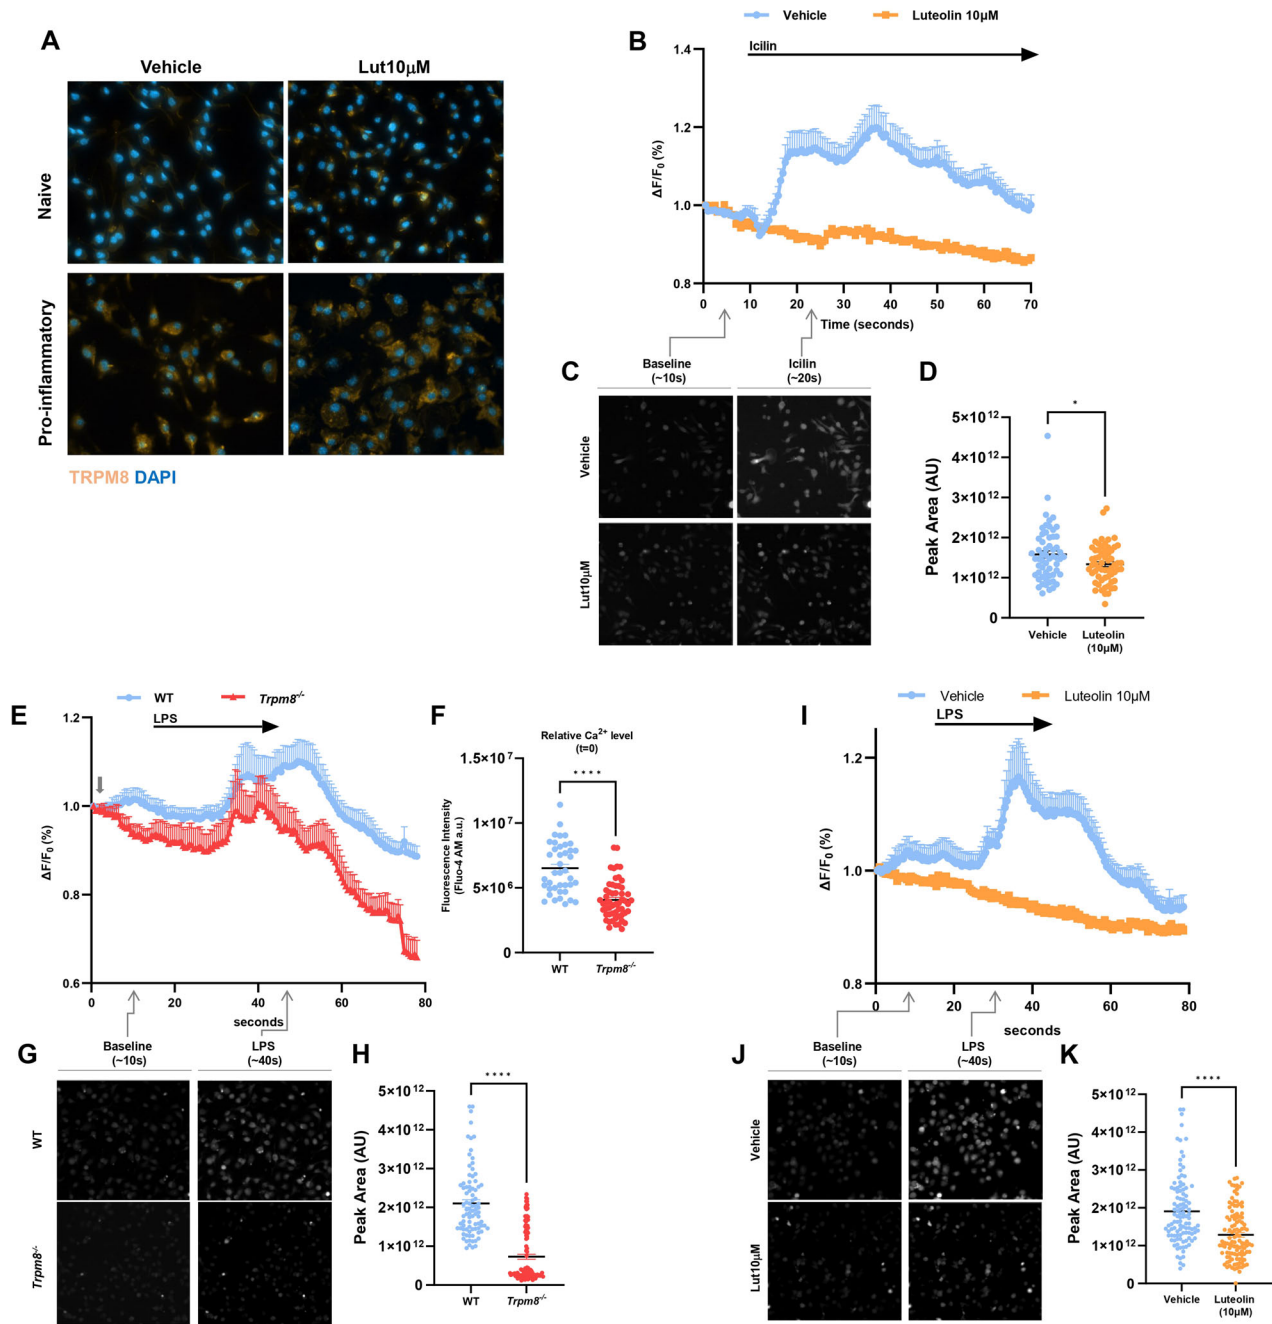 A
Vehicle
Lut10μM
Naive
Pro-inflammatory
TRPM8 DAPI
Vehicle
Luteolin 10μM
B
Icilin
1.4
1.2
1.0
0.8
ΔF/F₀ (%)
0 10 20 30 40 50 60 70
Time (seconds)
C
Baseline
(~10s)
Icilin
(~20s)
Vehicle
Lut10μM
D
*
5×10¹²
4×10¹²
3×10¹²
2×10¹²
1×10¹²
0
Peak Area (AU)
Vehicle
Luteolin
(10μM)
E
WT
Trpm8⁻/⁻
LPS
1.2
1.0
0.8
0.6
ΔF/F₀ (%)
0 20 40 60 80
seconds
F
Relative Ca²⁺ level
(t=0)
****
1.5×10⁷
1×10⁷
5×10⁶
0
Fluorescence Intensity
(Fluo-4 AM a.u.)
WT
Trpm8⁻/⁻
G
Baseline
(~10s)
LPS
(~40s)
WT
Trpm8⁻/⁻
H
****
5×10¹²
4×10¹²
3×10¹²
2×10¹²
1×10¹²
0
Peak Area (AU)
WT
Trpm8⁻/⁻
I
Vehicle
Luteolin 10μM
LPS
1.2
1.0
0.8
ΔF/F₀ (%)
0 20 40 60 80
seconds
J
Baseline
(~10s)
LPS
(~40s)
Vehicle
Lut10μM
K
****
5×10¹²
4×10¹²
3×10¹²
2×10¹²
1×10¹²
0
Peak Area (AU)
Vehicle
Luteolin
(10μM)